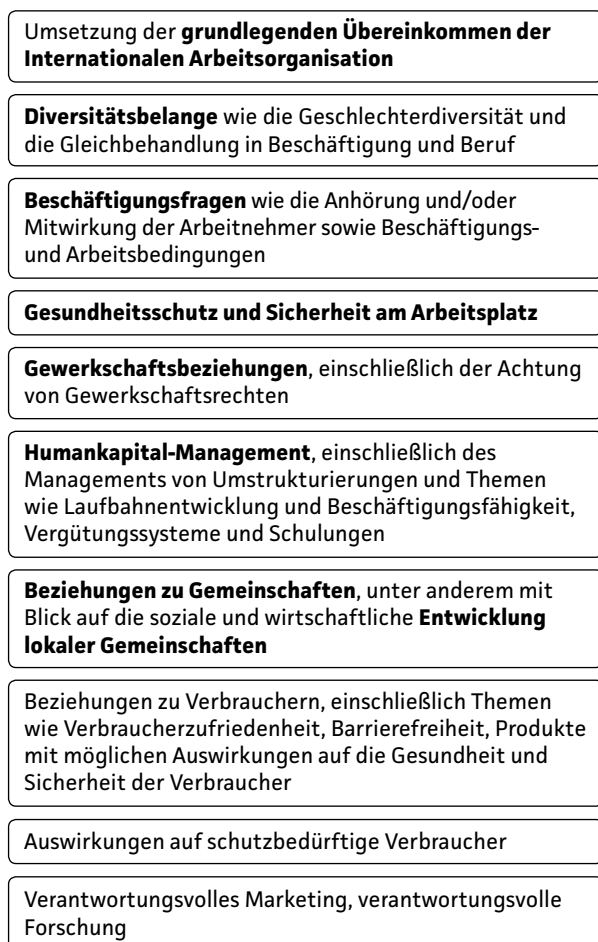 Umsetzung der grundlegenden Übereinkommen der
Internationalen Arbeitsorganisation
Diversitätsbelange wie die Geschlechterdiversität und
die Gleichbehandlung in Beschäftigung und Beruf
Beschäftigungsfragen wie die Anhörung und/oder
Mitwirkung der Arbeitnehmer sowie Beschäftigungs-
und Arbeitsbedingungen
Gesundheitsschutz und Sicherheit am Arbeitsplatz
Gewerkschaftsbeziehungen, einschließlich der Achtung
von Gewerkschaftsrechten
Humankapital-Management, einschließlich des
Managements von Umstrukturierungen und Themen
wie Laufbahnentwicklung und Beschäftigungsfähigkeit,
Vergütungssysteme und Schulungen
Beziehungen zu Gemeinschaften, unter anderem mit
Blick auf die soziale und wirtschaftliche Entwicklung
lokaler Gemeinschaften
Beziehungen zu Verbrauchern, einschließlich Themen
wie Verbraucherzufriedenheit, Barrierefreiheit, Produkte
mit möglichen Auswirkungen auf die Gesundheit und
Sicherheit der Verbraucher
Auswirkungen auf schutzbedürftige Verbraucher
Verantwortungsvolles Marketing, verantwortungsvolle
Forschung